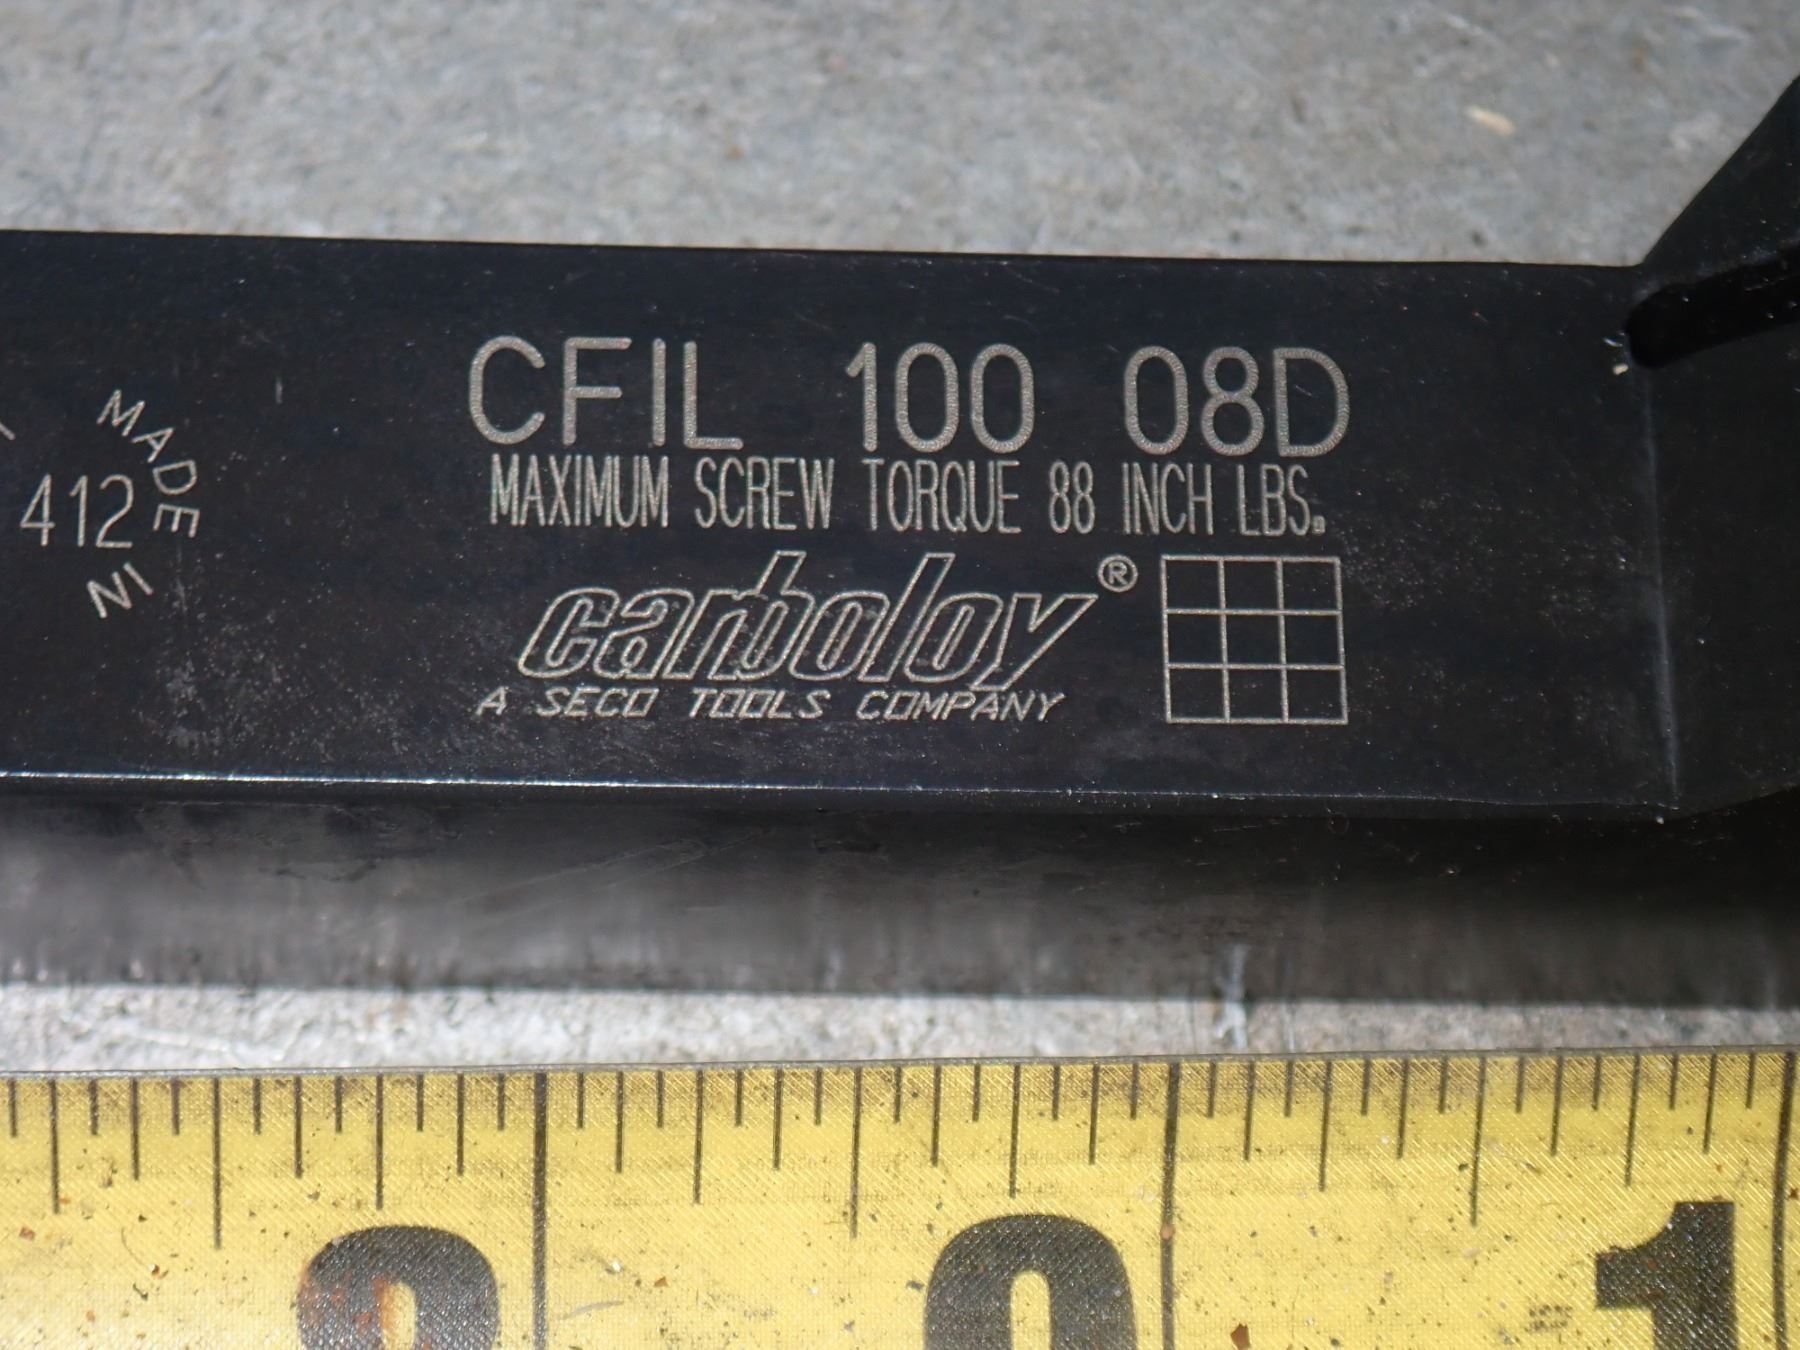 CFIL 100 08D
MAXIMUM SCREW TORQUE 88 INCH LBS.
carboloy®
A SECO TOOLS COMPANY
412
MADE IN